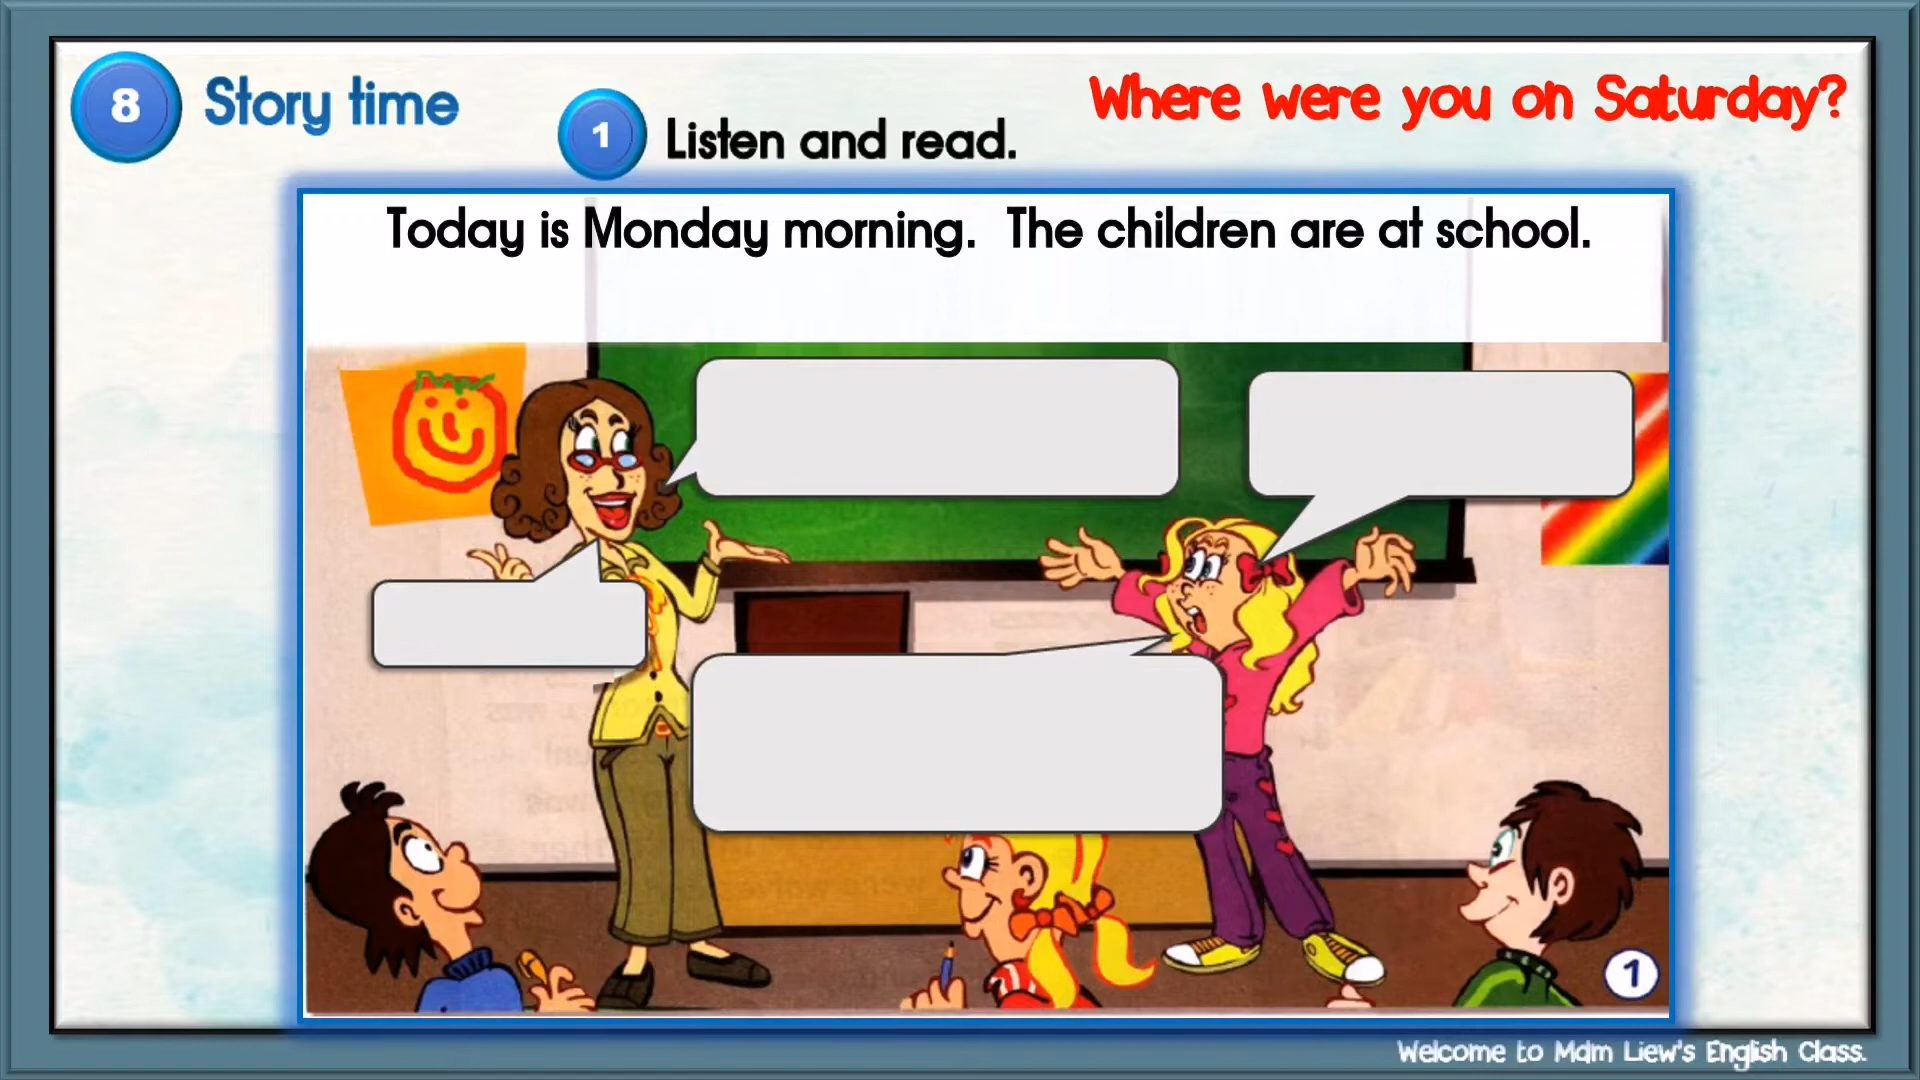 8 Story time
1 Listen and read.
Where were you on Saturday?
Today is Monday morning. The children are at school.
1
Welcome to Mdm Liew's English Class.